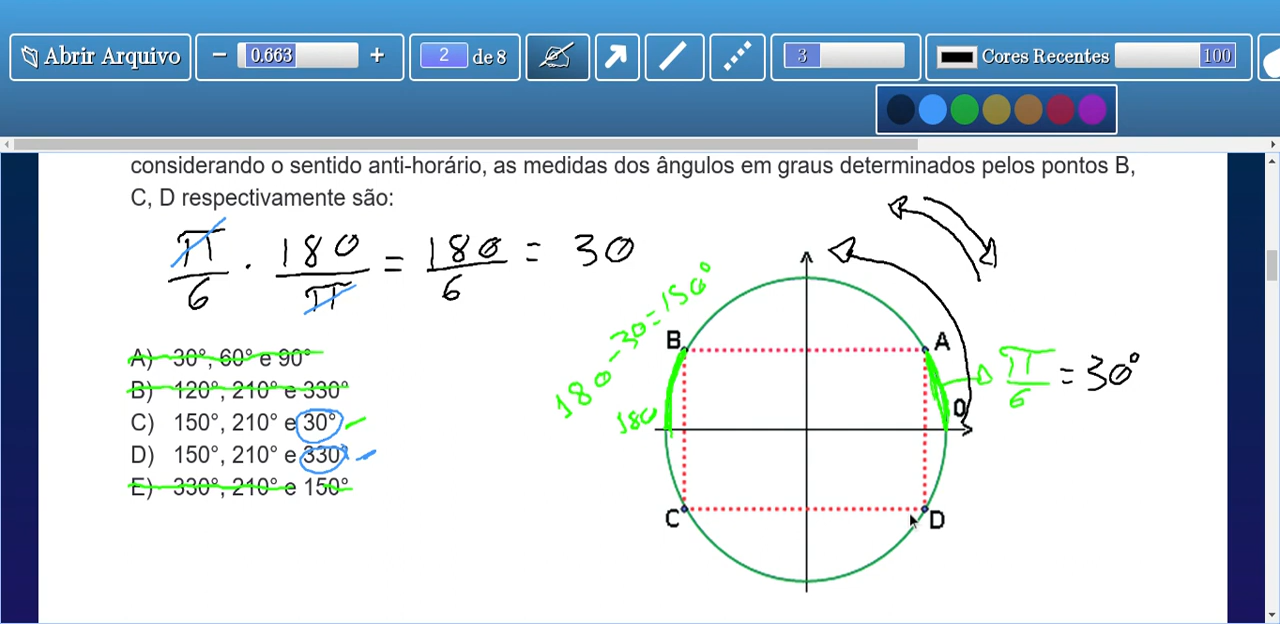 Abrir Arquivo − 0.663 + 2 de 8 3 Cores Recentes 100
considerando o sentido anti-horário, as medidas dos ângulos em graus determinados pelos pontos B,
C, D respectivamente são:
π/6 · 180/π = 180/6 = 30
A) 30°, 60° e 90°
B) 120°, 210° e 330°
C) 150°, 210° e 30°
D) 150°, 210° e 330°
E) 330°, 210° e 150°
180-30=150°
B
A
π/6 = 30°
180
0
C
D